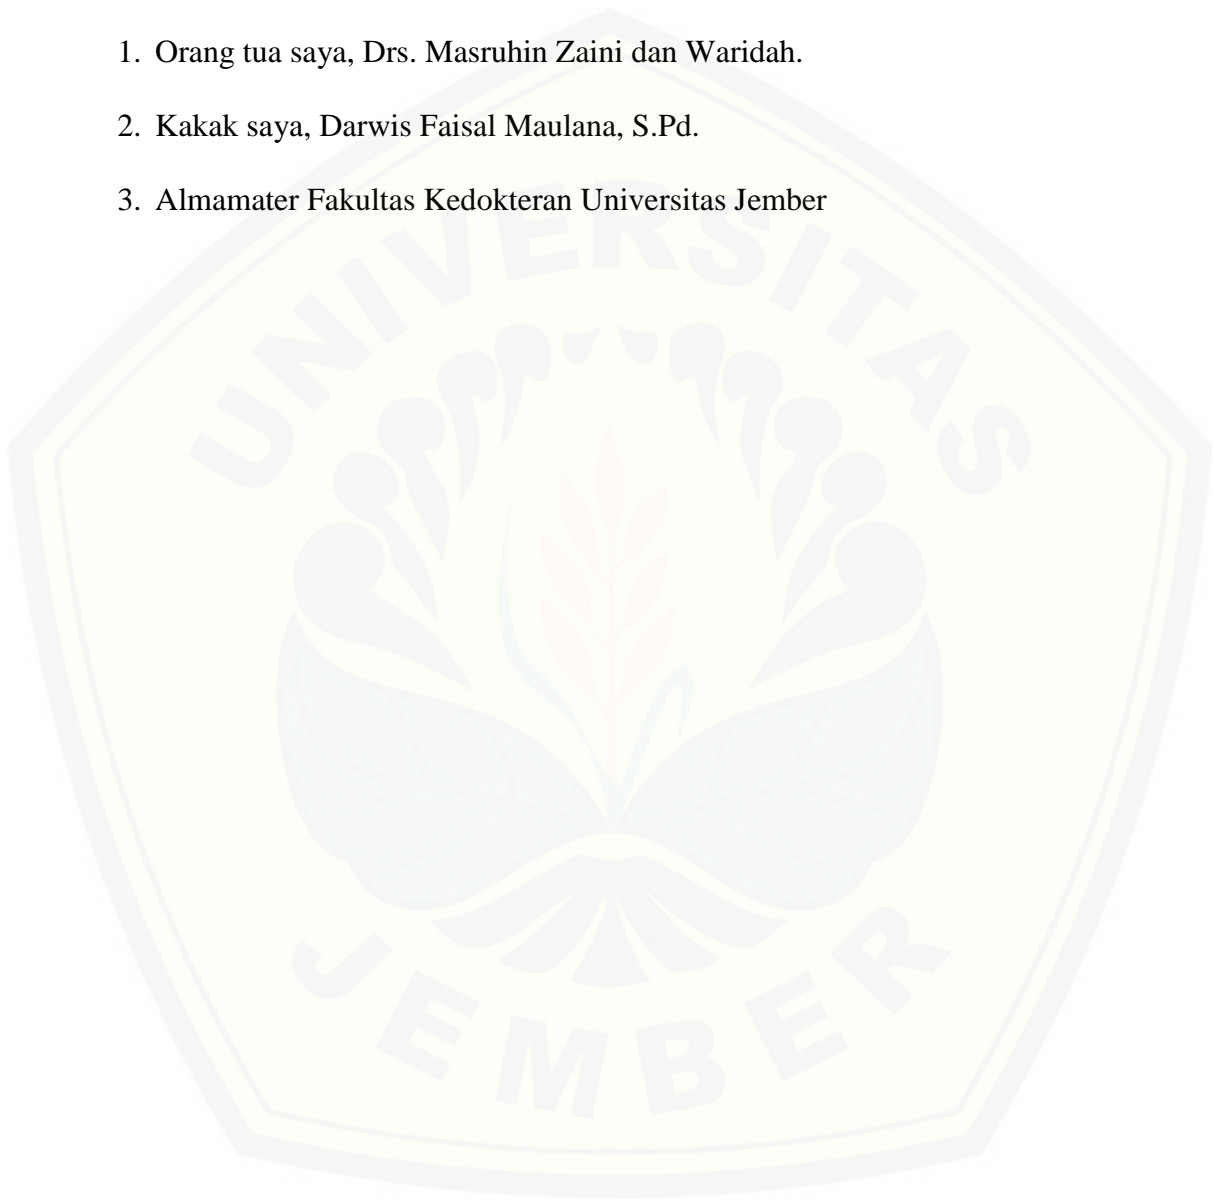 1. Orang tua saya, Drs. Masruhin Zaini dan Waridah.
2. Kakak saya, Darwis Faisal Maulana, S.Pd.
3. Almamater Fakultas Kedokteran Universitas Jember
UNIVERSITAS
JEMBER